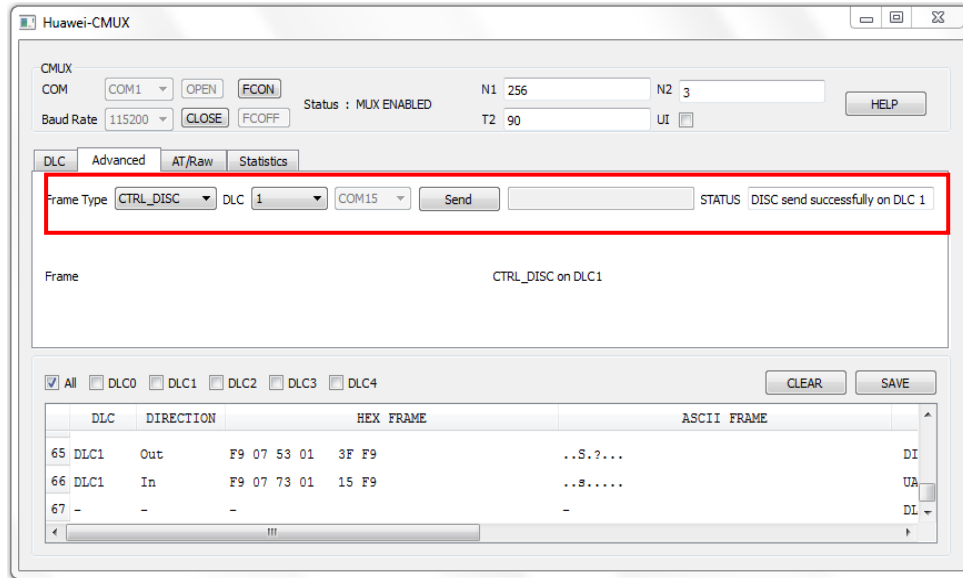 Huawei-CMUX
CMUX
COM COM1 OPEN FCON Status : MUX ENABLED N1 256 N2 3 HELP
Baud Rate 115200 CLOSE FCOFF T2 90 UI
DLC Advanced AT/Raw Statistics
Frame Type CTRL_DISC DLC 1 COM15 Send STATUS DISC send successfully on DLC 1
Frame CTRL_DISC on DLC1
All DLC0 DLC1 DLC2 DLC3 DLC4 CLEAR SAVE
DLC DIRECTION HEX FRAME ASCII FRAME
65 DLC1 Out F9 07 53 01 3F F9 ..S.?... DI
66 DLC1 In F9 07 73 01 15 F9 ..s..... UA
67 - - - - DL